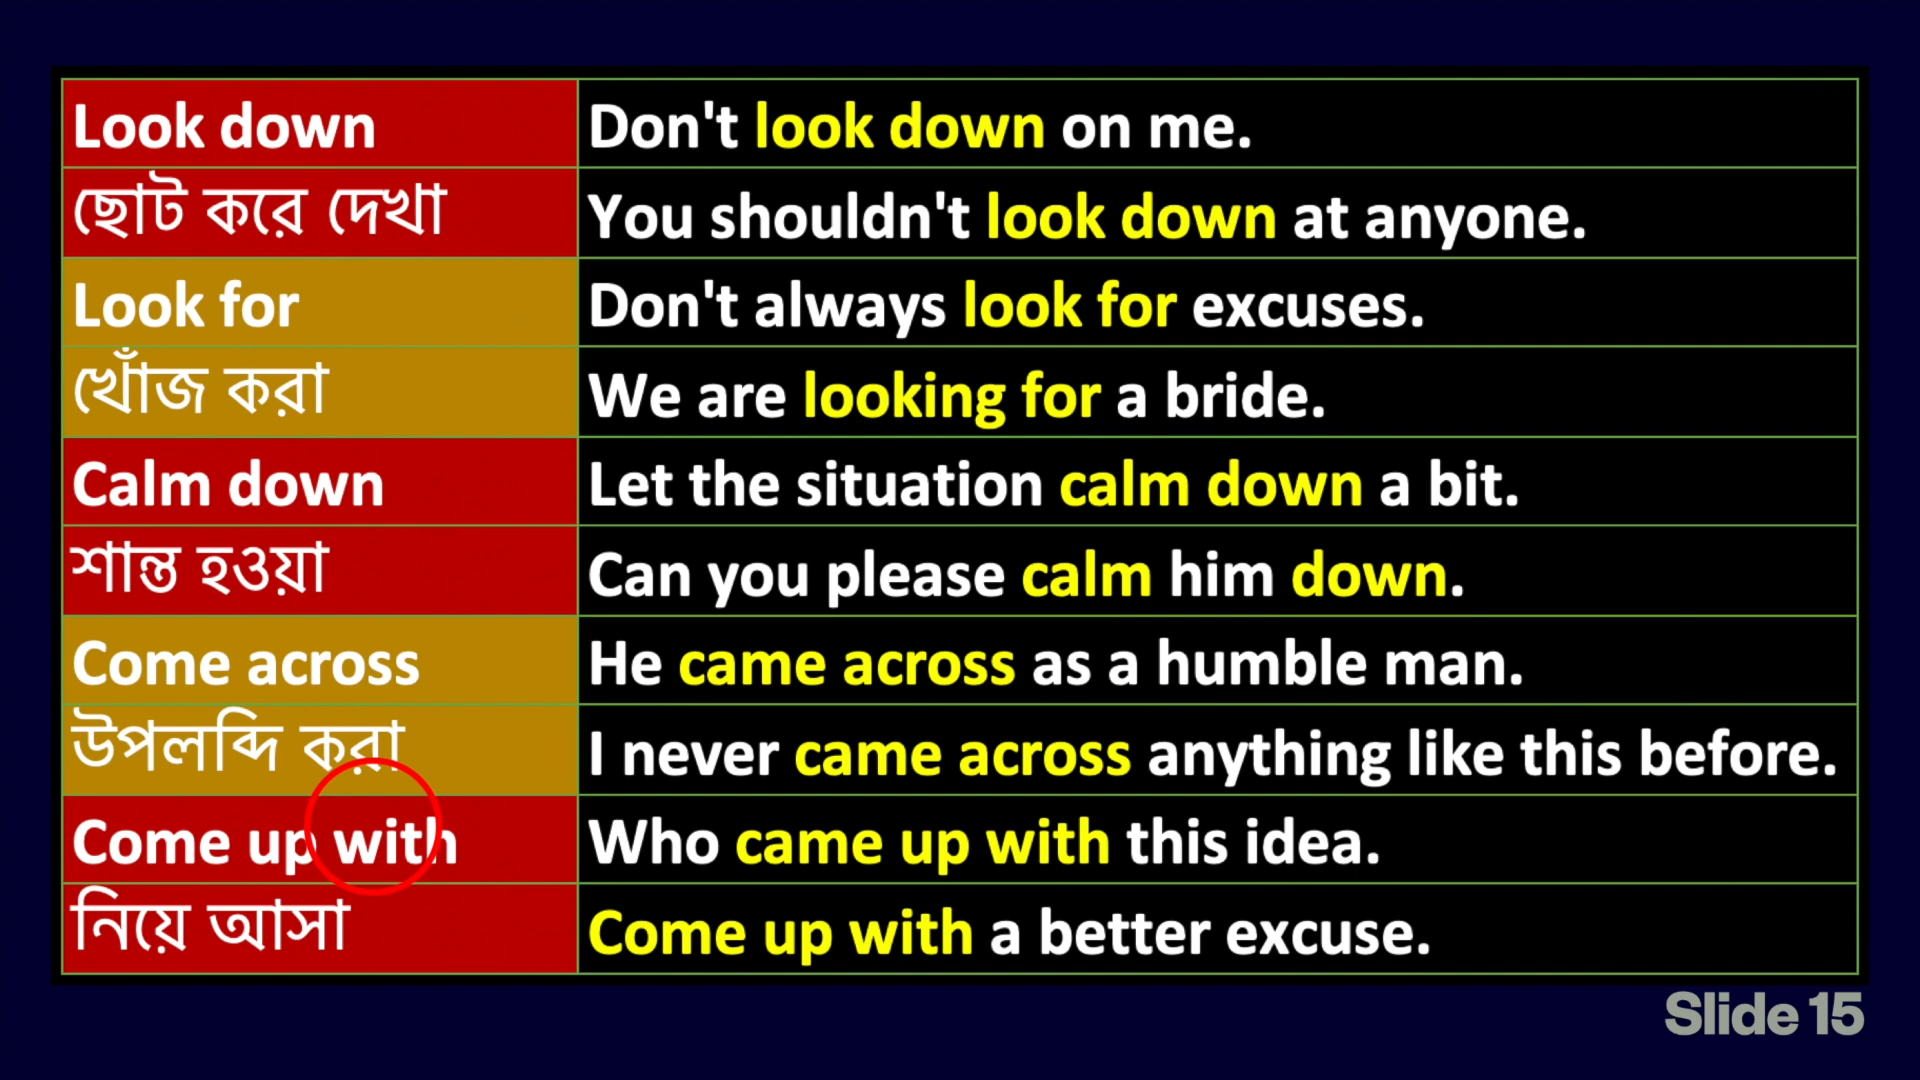 Look down
Don't look down on me.
ছোট করে দেখা
You shouldn't look down at anyone.
Look for
Don't always look for excuses.
খোঁজ করা
We are looking for a bride.
Calm down
Let the situation calm down a bit.
শান্ত হওয়া
Can you please calm him down.
Come across
He came across as a humble man.
উপলব্দি করা
I never came across anything like this before.
Come up with
Who came up with this idea.
নিয়ে আসা
Come up with a better excuse.
Slide 15